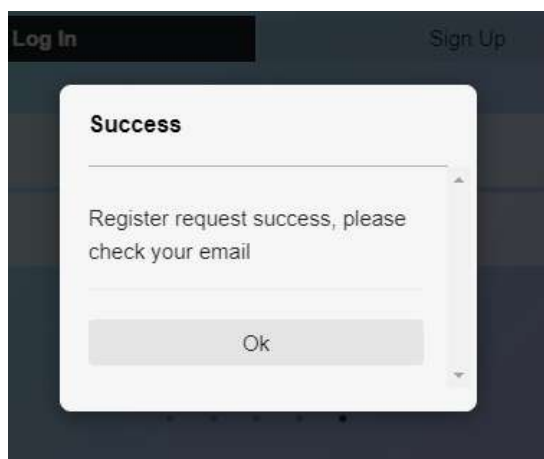 Log In
Sign Up
Success
Register request success, please
check your email
Ok